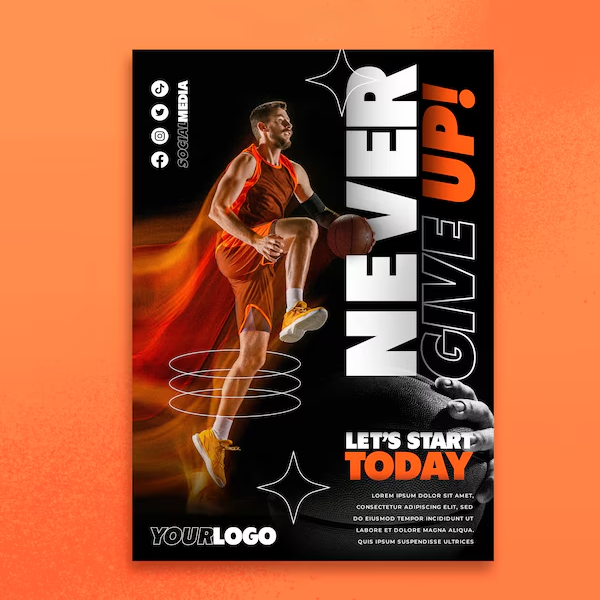 SOCIALMEDIA
NEVER
GIVE UP!
LET'S START
TODAY
LOREM IPSUM DOLOR SIT AMET,
CONSECTETUR ADIPISCING ELIT, SED
DO EIUSMOD TEMPOR INCIDIDUNT UT
LABORE ET DOLORE MAGNA ALIQUA.
QUIS IPSUM SUSPENDISSE ULTRICES
YOURLOGO